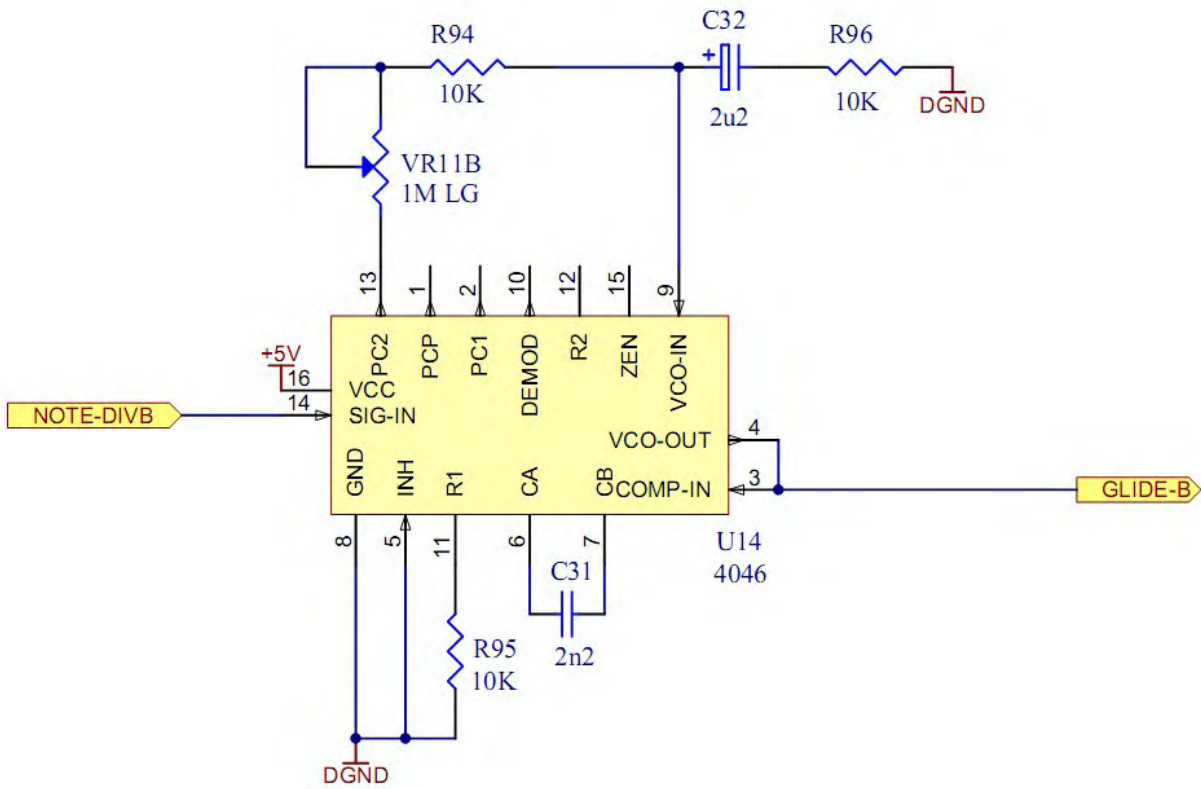 C32
R94
R96
10K
2u2
10K
DGND
VR11B
1M LG
13
1
2
10
12
15
9
PC2
PCP
PC1
DEMOD
R2
ZEN
VCO-IN
+5V
16
VCC
NOTE-DIVB
14
SIG-IN
VCO-OUT
4
GND
INH
R1
CA
CB
COMP-IN
3
GLIDE-B
8
5
11
6
7
U14
4046
C31
2n2
R95
10K
DGND